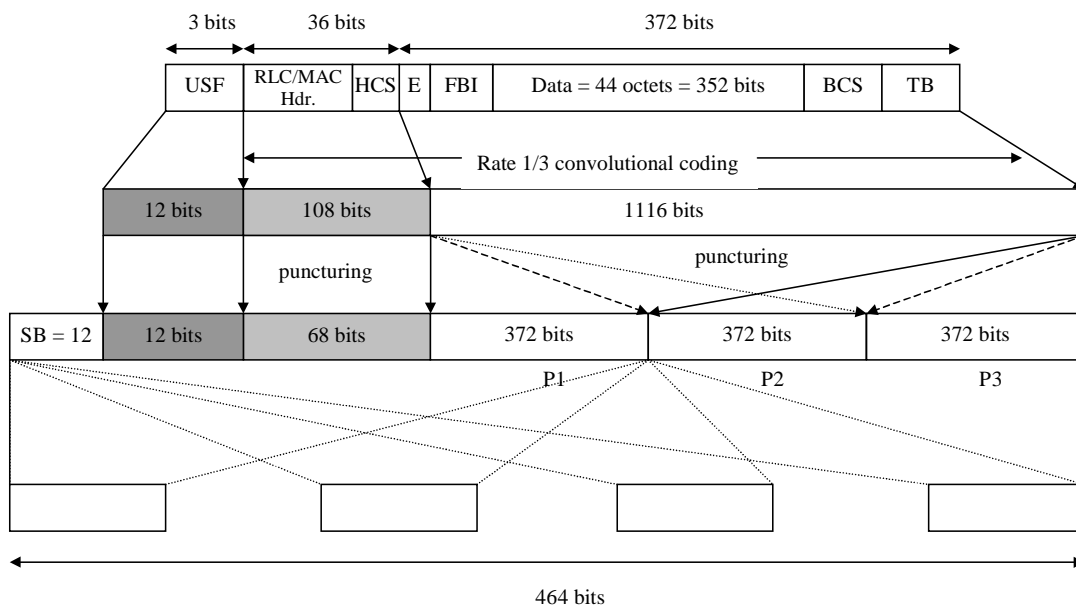 3 bits 36 bits 372 bits
USF RLC/MAC Hdr. HCS E FBI Data = 44 octets = 352 bits BCS TB
Rate 1/3 convolutional coding
12 bits 108 bits 1116 bits
puncturing puncturing
SB = 12 12 bits 68 bits 372 bits 372 bits 372 bits
P1 P2 P3
464 bits